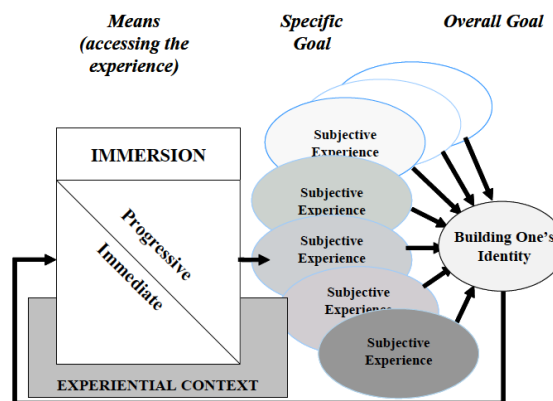 Means
(accessing the
experience)
Specific
Goal
Overall Goal
IMMERSION
Progressive
Immediate
EXPERIENTIAL CONTEXT
Subjective
Experience
Subjective
Experience
Subjective
Experience
Subjective
Experience
Subjective
Experience
Building One's
Identity